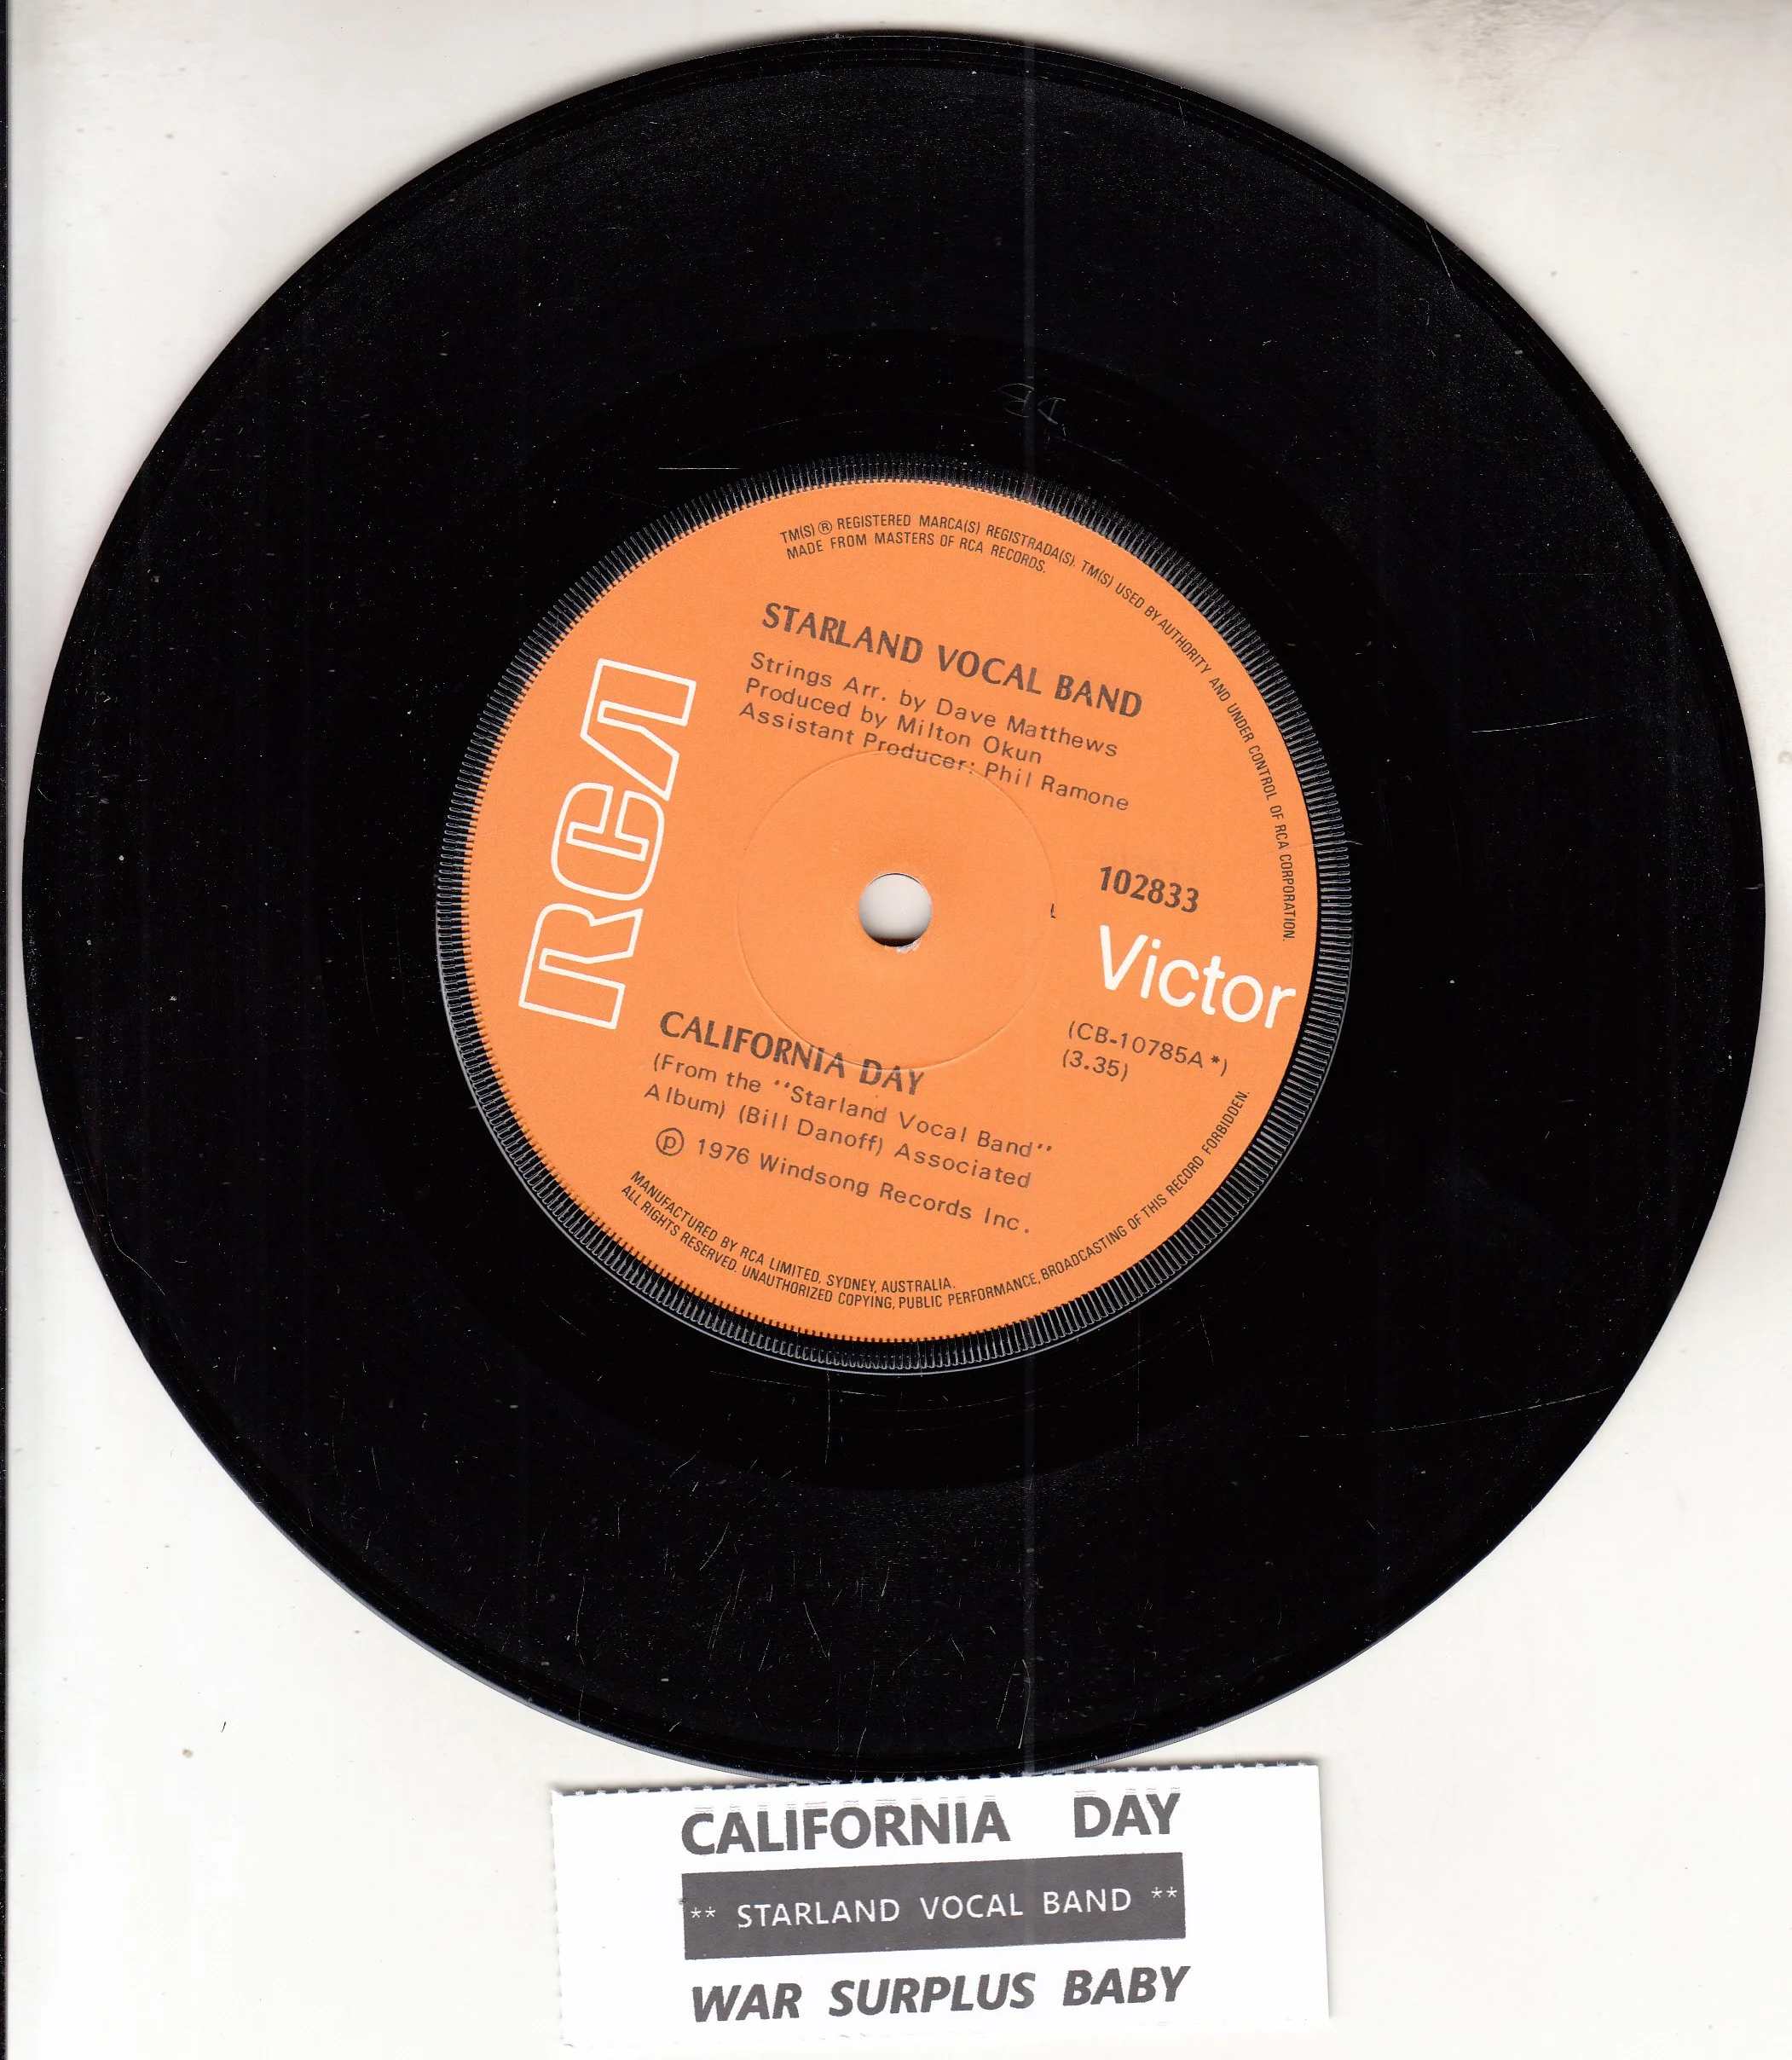 TM(S) ® REGISTERED MARCA(S) REGISTRADA(S). TM(S) USED BY AUTHORITY AND UNDER CONTROL OF RCA CORPORATION.
MADE FROM MASTERS OF RCA RECORDS.
STARLAND VOCAL BAND
Strings Arr. by Dave Matthews
Produced by Milton Okun
Assistant Producer: Phil Ramone
RCA
102833
Victor
(CB-10785A*)
(3.35)
CALIFORNIA DAY
(From the "Starland Vocal Band"
Album) (Bill Danoff) Associated
℗ 1976 Windsong Records Inc.
MANUFACTURED BY RCA LIMITED, SYDNEY, AUSTRALIA.
ALL RIGHTS RESERVED. UNAUTHORIZED COPYING, PUBLIC PERFORMANCE, BROADCASTING OF THIS RECORD FORBIDDEN.
CALIFORNIA DAY
** STARLAND VOCAL BAND **
WAR SURPLUS BABY